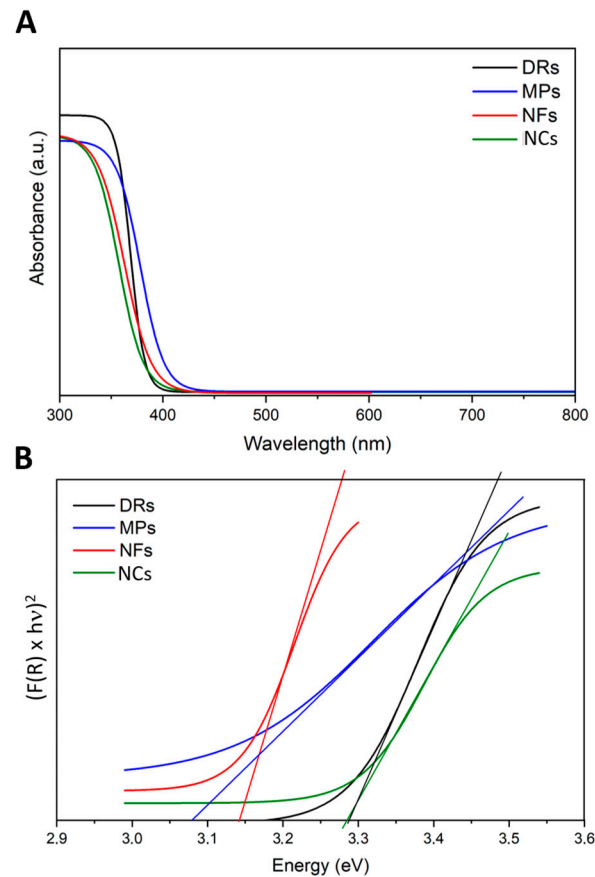 A
Absorbance (a.u.)
DRs
MPs
NFs
NCs
300
400
500
600
700
800
Wavelength (nm)
B
(F(R) x hν)²
DRs
MPs
NFs
NCs
2.9
3.0
3.1
3.2
3.3
3.4
3.5
3.6
Energy (eV)